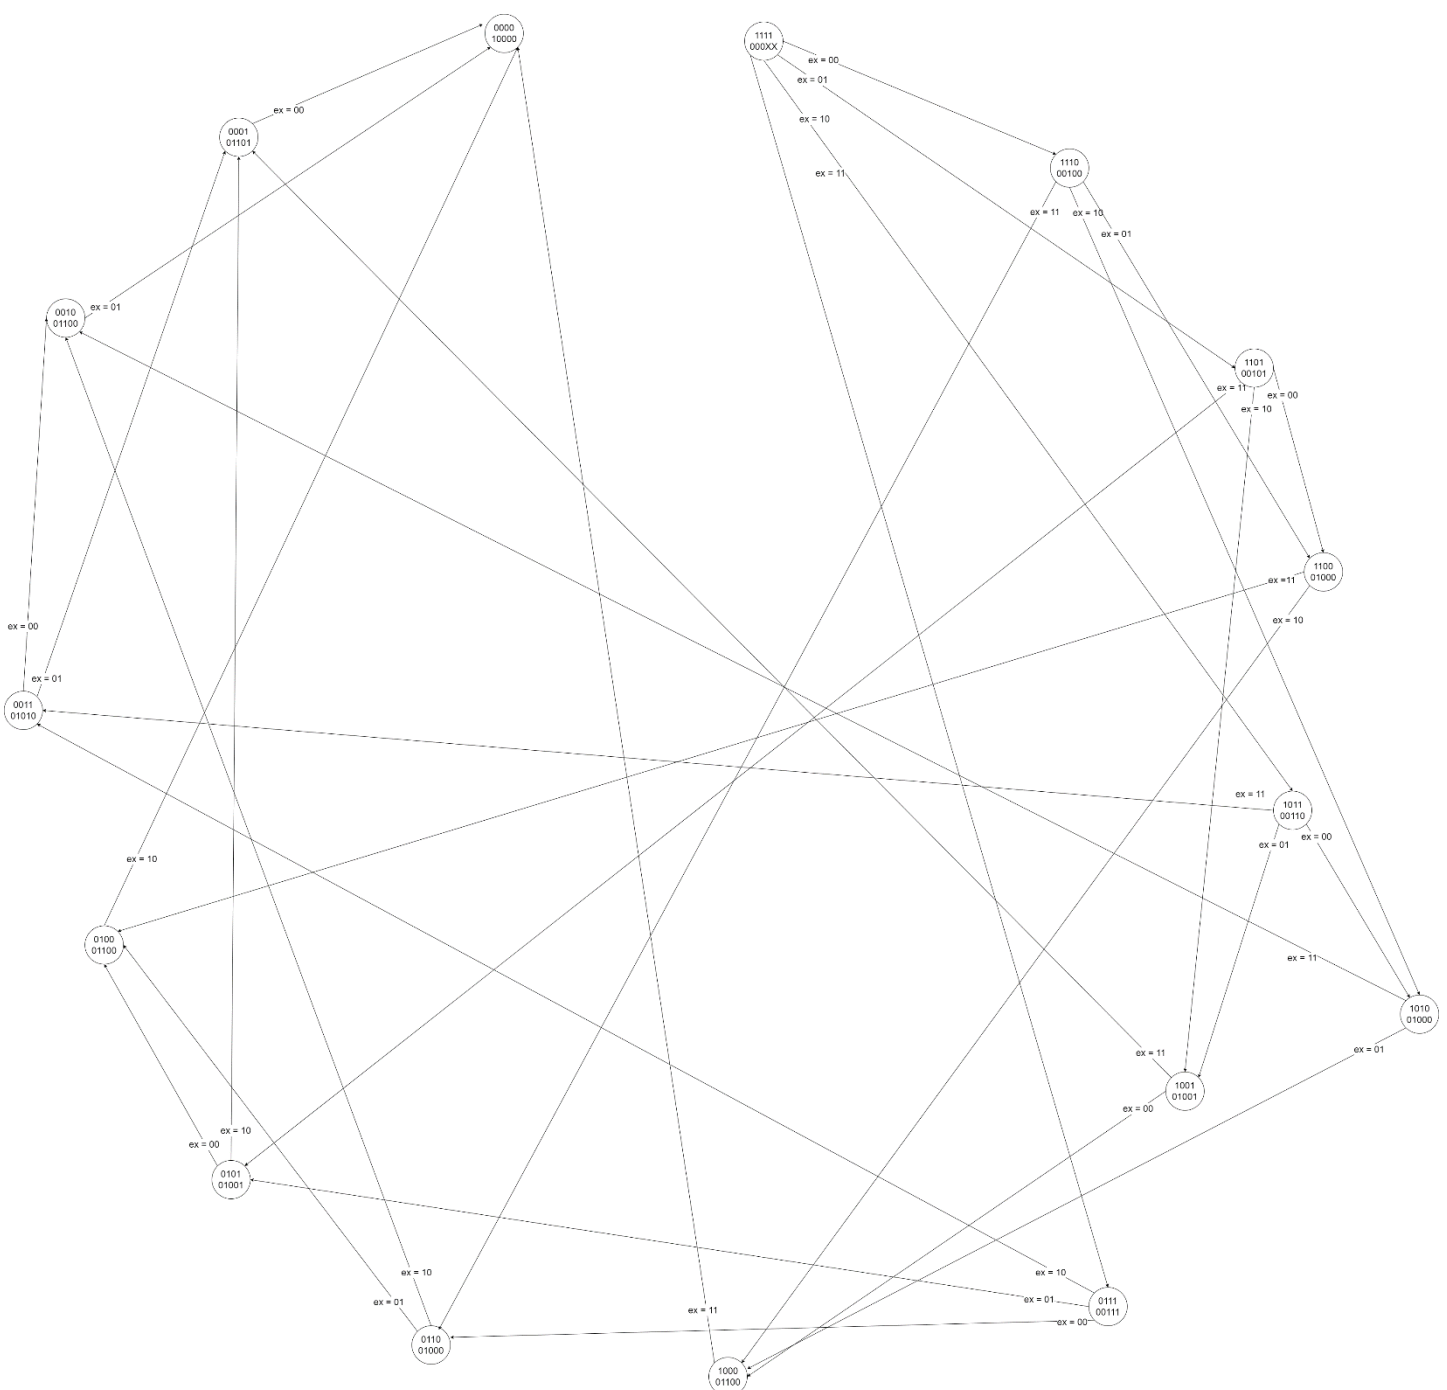 0000
10000
1111
000XX
ex = 00
ex = 01
ex = 00
ex = 10
0001
01101
1110
00100
ex = 11
ex = 11
ex = 10
ex = 01
ex = 01
0010
01100
1101
00101
ex = 11
ex = 00
ex = 10
1100
01000
ex =11
ex = 10
ex = 00
ex = 01
0011
01010
ex = 11
1011
00110
ex = 00
ex = 01
ex = 10
0100
01100
ex = 11
1010
01000
ex = 01
ex = 11
1001
01001
ex = 00
ex = 10
ex = 00
0101
01001
ex = 10
ex = 10
ex = 01
ex = 01
0111
00111
ex = 11
ex = 00
0110
01000
1000
01100